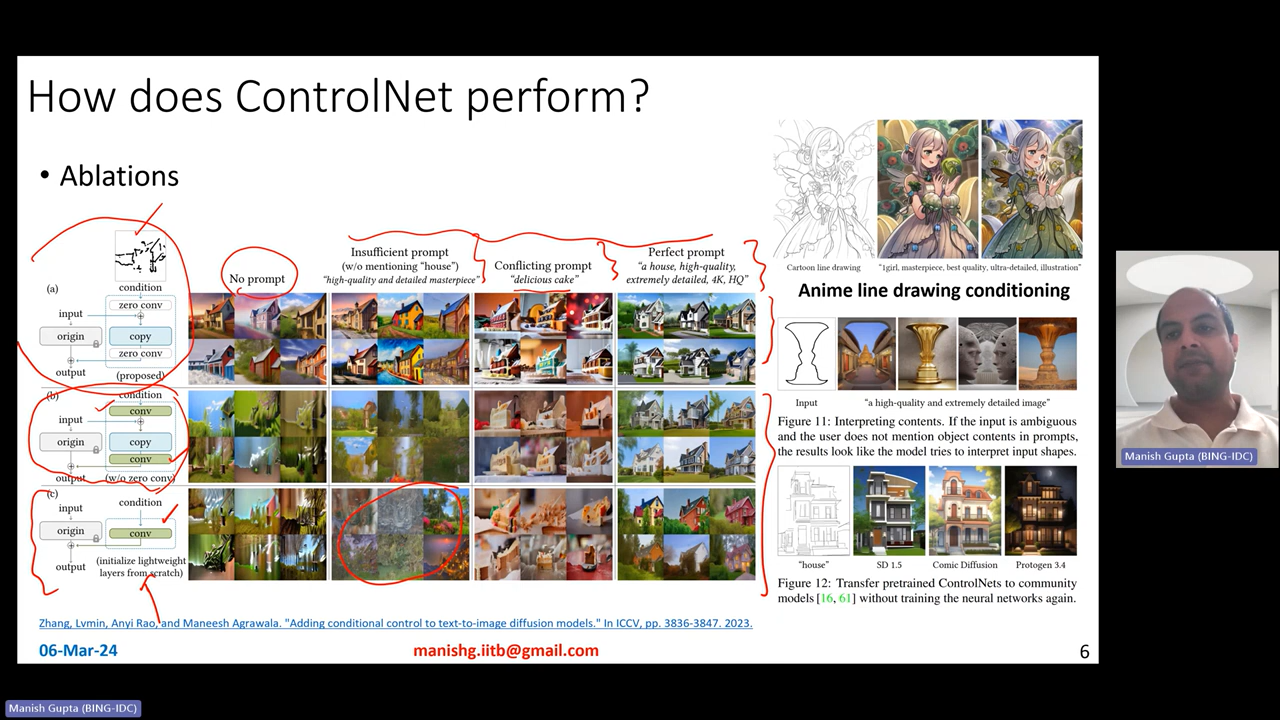 How does ControlNet perform?
• Ablations
(a)
condition
zero conv
input
origin
copy
zero conv
output
(proposed)
(b)
condition
conv
input
origin
copy
conv
output
(w/o zero conv)
(c)
input
condition
origin
conv
output
(initialize lightweight
layers from scratch)
No prompt
Insufficient prompt
(w/o mentioning "house")
"high-quality and detailed masterpiece"
Conflicting prompt
"delicious cake"
Perfect prompt
"a house, high-quality,
extremely detailed, 4K, HQ"
Cartoon line drawing
"1girl, masterpiece, best quality, ultra-detailed, illustration"
Anime line drawing conditioning
Input
"a high-quality and extremely detailed image"
Figure 11: Interpreting contents. If the input is ambiguous
and the user does not mention object contents in prompts,
the results look like the model tries to interpret input shapes.
"house"
SD 1.5
Comic Diffusion
Protogen 3.4
Figure 12: Transfer pretrained ControlNets to community
models [16, 61] without training the neural networks again.
Zhang, Lvmin, Anyi Rao, and Maneesh Agrawala. "Adding conditional control to text-to-image diffusion models." In ICCV, pp. 3836-3847. 2023.
06-Mar-24
manishg.iitb@gmail.com
6
Manish Gupta (BING-IDC)
Manish Gupta (BING-IDC)